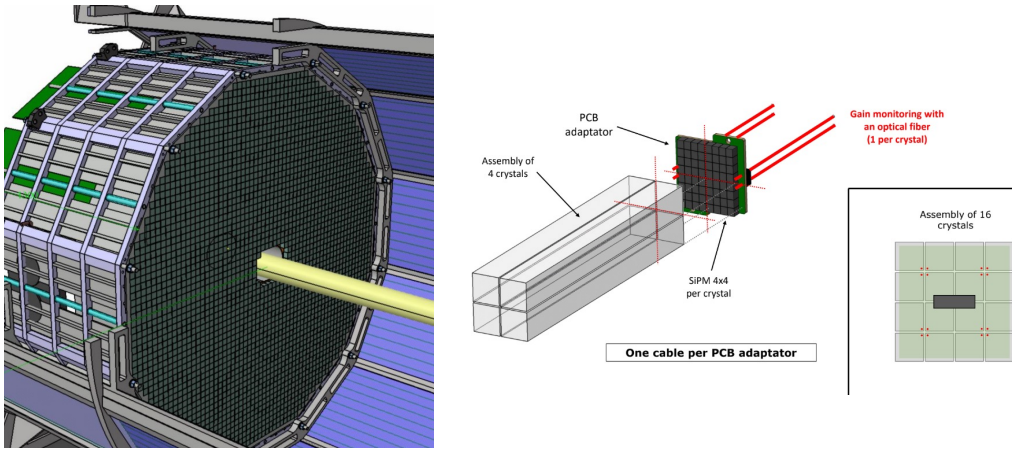 PCB
adaptator
Gain monitoring with
an optical fiber
(1 per crystal)
Assembly of
4 crystals
SiPM 4x4
per crystal
One cable per PCB adaptator
Assembly of 16
crystals